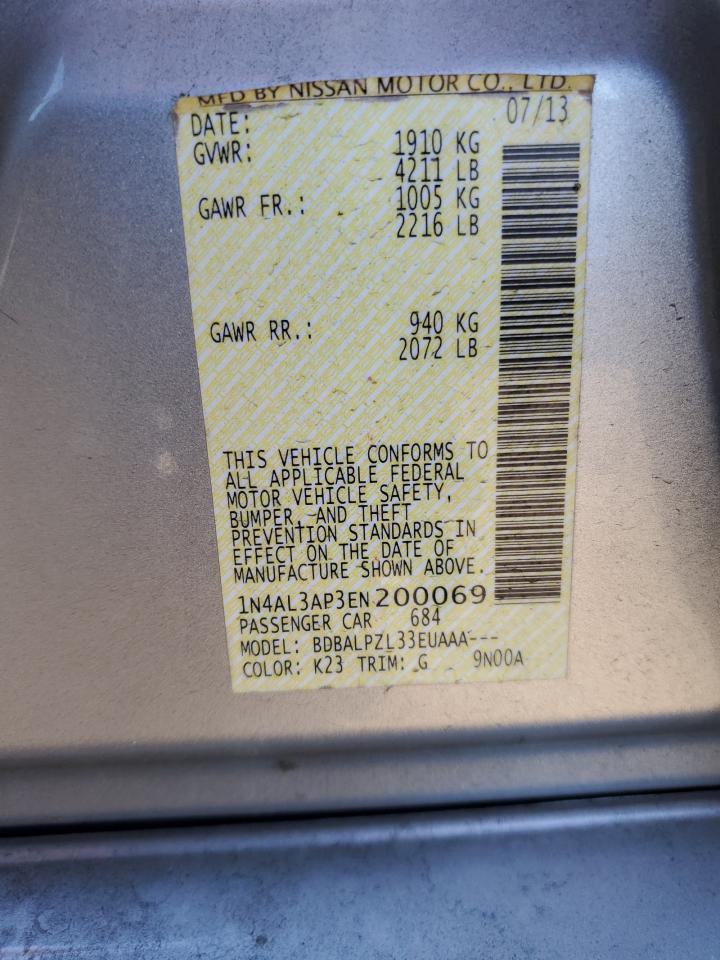 MFD BY NISSAN MOTOR CO., LTD.
DATE: 07/13
GVWR: 1910 KG
4211 LB
GAWR FR.: 1005 KG
2216 LB
GAWR RR.: 940 KG
2072 LB
THIS VEHICLE CONFORMS TO
ALL APPLICABLE FEDERAL
MOTOR VEHICLE SAFETY,
BUMPER, AND THEFT
PREVENTION STANDARDS IN
EFFECT ON THE DATE OF
MANUFACTURE SHOWN ABOVE.
1N4AL3AP3EN200069
PASSENGER CAR 684
MODEL: BDBALPZL33EUAAA---
COLOR: K23 TRIM: G 9N00A